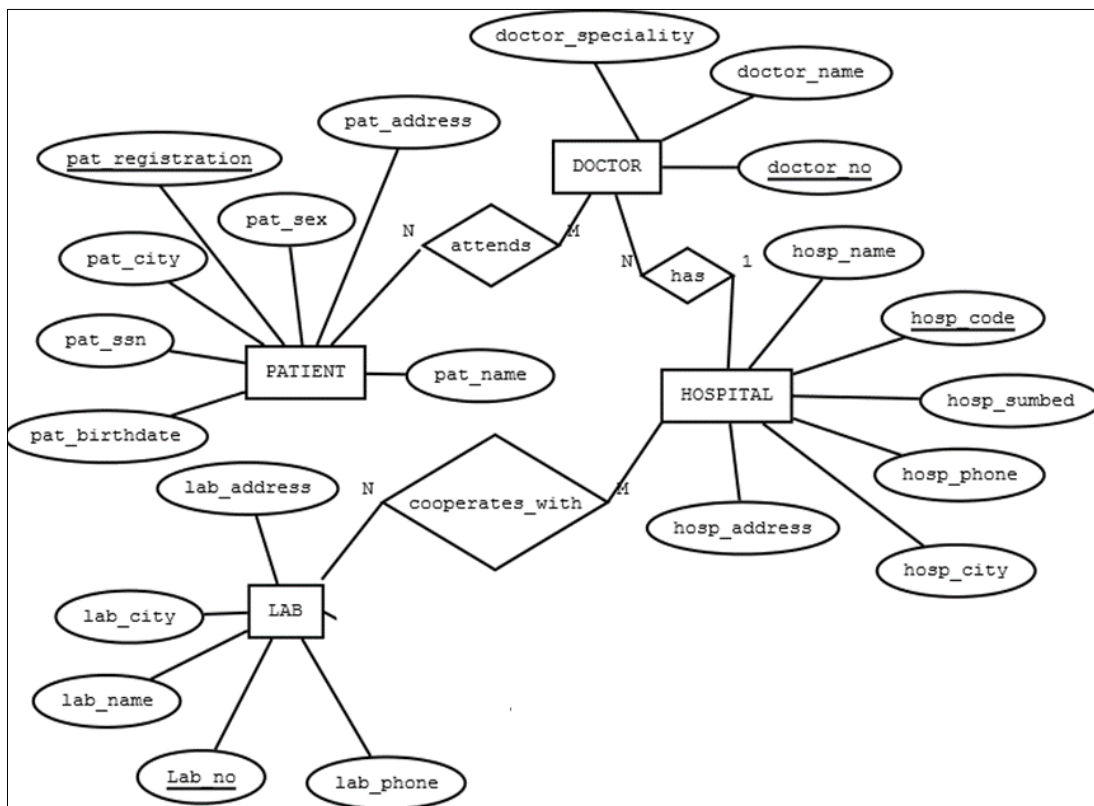 doctor_speciality
doctor_name
pat_address
pat_registration
DOCTOR
doctor_no
pat_sex
N
attends
M
hosp_name
pat_city
N
has
1
hosp_code
pat_ssn
PATIENT
pat_name
HOSPITAL
hosp_sumbed
pat_birthdate
hosp_phone
lab_address
N
cooperates_with
M
hosp_address
hosp_city
lab_city
LAB
lab_name
Lab_no
lab_phone